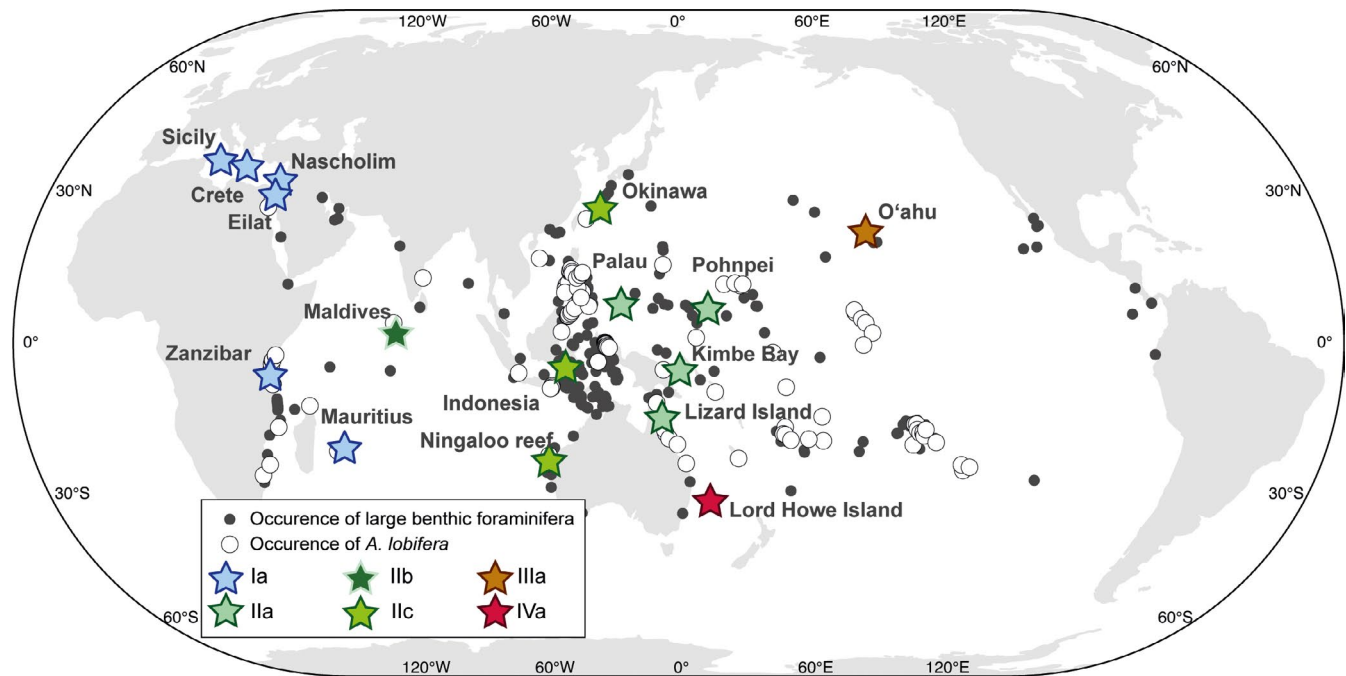 120°W 60°W 0° 60°E 120°E
60°N 60°N
Sicily
Nascholim
30°N 30°N
Crete
Okinawa
Eilat
O‘ahu
Palau Pohnpei
Maldives
0° 0°
Zanzibar Kimbe Bay
Indonesia
Mauritius Lizard Island
Ningaloo reef
30°S 30°S
Lord Howe Island
Occurence of large benthic foraminifera
Occurence of A. lobifera
Ia IIb IIIa
IIa IIc IVa
60°S 60°S
120°W 60°W 0° 60°E 120°E